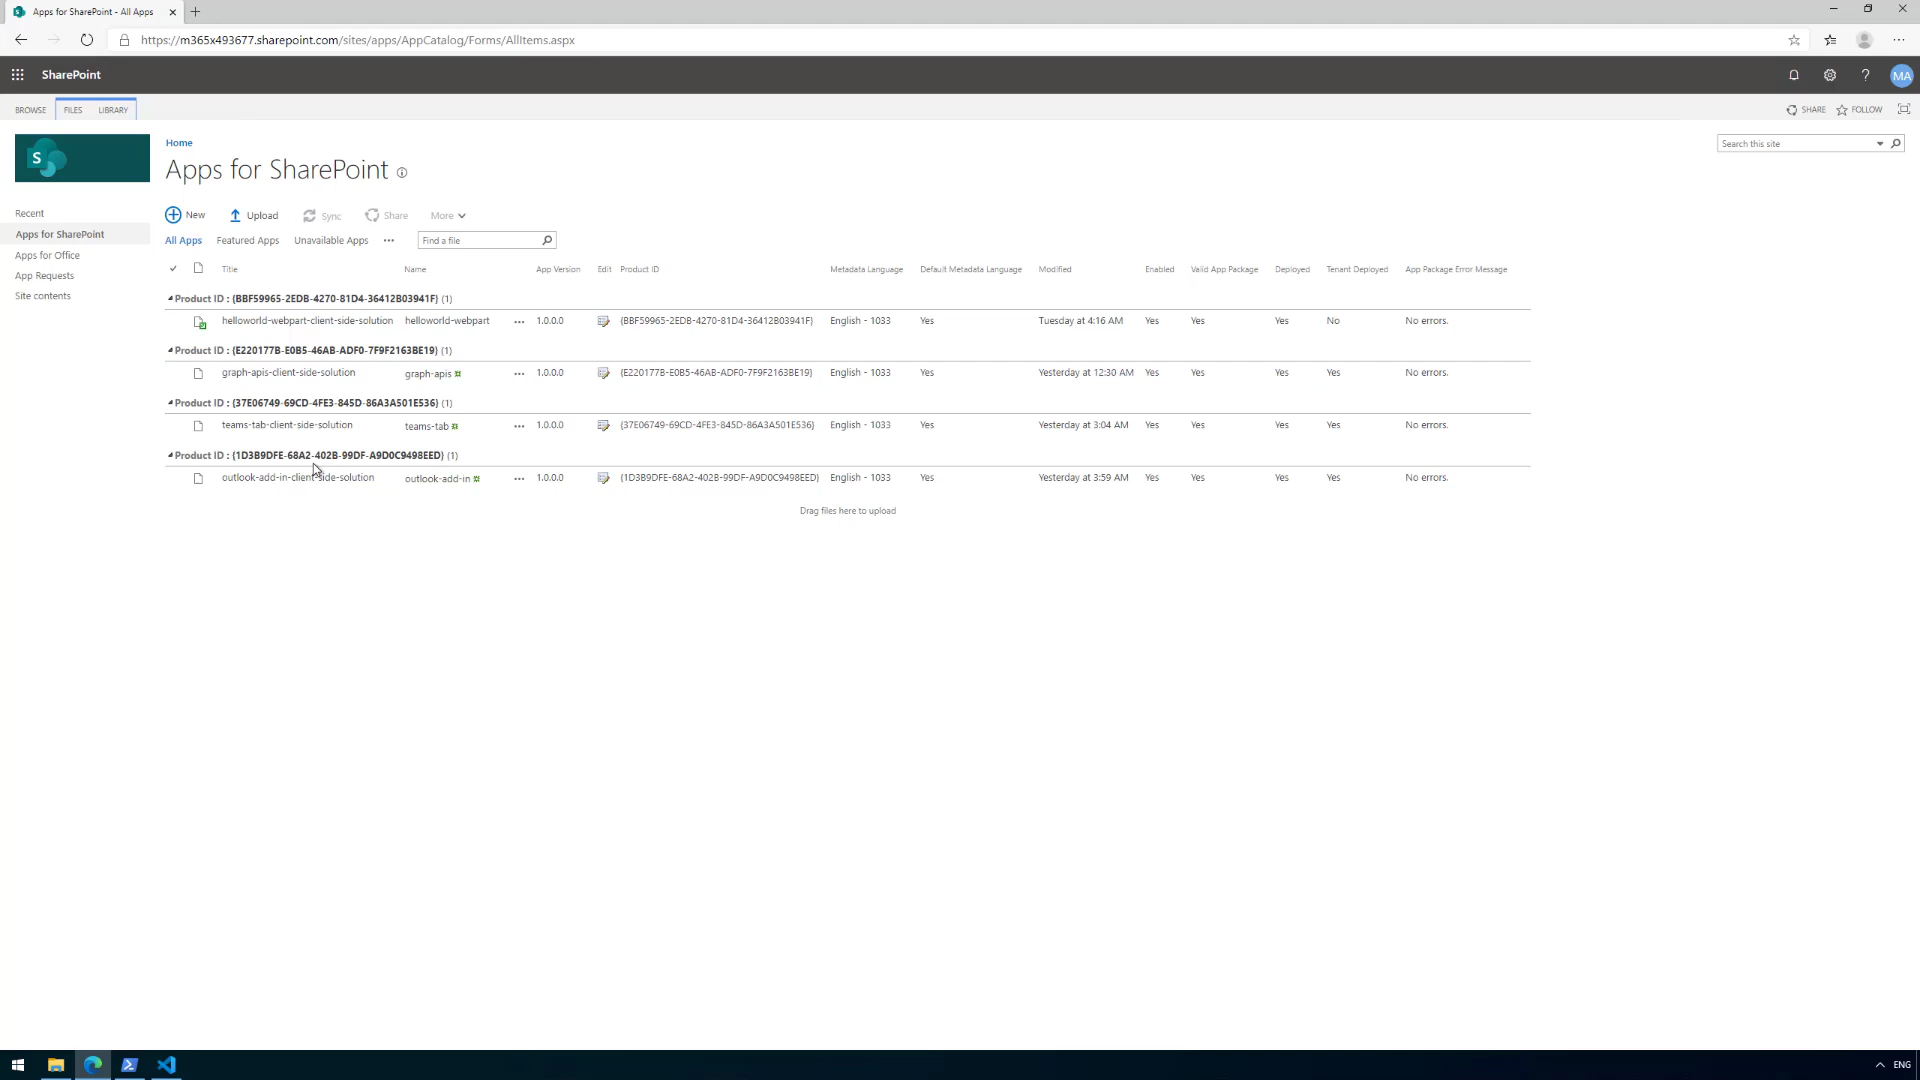 Apps for SharePoint - All Apps
https://m365x493677.sharepoint.com/sites/apps/AppCatalog/Forms/AllItems.aspx
SharePoint
MA
BROWSE FILES LIBRARY SHARE FOLLOW
S
Home
Search this site
Apps for SharePoint
Recent
Apps for SharePoint
Apps for Office
App Requests
Site contents
New Upload Sync Share More
All Apps Featured Apps Unavailable Apps ••• Find a file
Title Name App Version Edit Product ID Metadata Language Default Metadata Language Modified Enabled Valid App Package Deployed Tenant Deployed App Package Error Message
Product ID : {BBF59965-2EDB-4270-81D4-36412B03941F} (1)
helloworld-webpart-client-side-solution helloworld-webpart ••• 1.0.0.0 {BBF59965-2EDB-4270-81D4-36412B03941F} English - 1033 Yes Tuesday at 4:16 AM Yes Yes Yes No No errors.
Product ID : {E220177B-E0B5-46AB-ADF0-7F9F2163BE19} (1)
graph-apis-client-side-solution graph-apis ••• 1.0.0.0 {E220177B-E0B5-46AB-ADF0-7F9F2163BE19} English - 1033 Yes Yesterday at 12:30 AM Yes Yes Yes Yes No errors.
Product ID : {37E06749-69CD-4FE3-845D-86A3A501E536} (1)
teams-tab-client-side-solution teams-tab ••• 1.0.0.0 {37E06749-69CD-4FE3-845D-86A3A501E536} English - 1033 Yes Yesterday at 3:04 AM Yes Yes Yes Yes No errors.
Product ID : {1D3B9DFE-68A2-402B-99DF-A9D0C9498EED} (1)
outlook-add-in-client-side-solution outlook-add-in ••• 1.0.0.0 {1D3B9DFE-68A2-402B-99DF-A9D0C9498EED} English - 1033 Yes Yesterday at 3:59 AM Yes Yes Yes Yes No errors.
Drag files here to upload
ENG